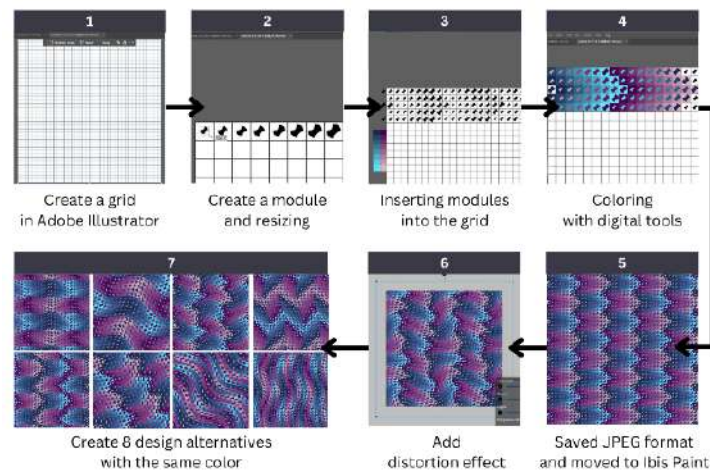 1
2
3
4
Create a grid
in Adobe Illustrator
Create a module
and resizing
Inserting modules
into the grid
Coloring
with digital tools
7
6
5
Create 8 design alternatives
with the same color
Add
distortion effect
Saved JPEG format
and moved to Ibis Paint